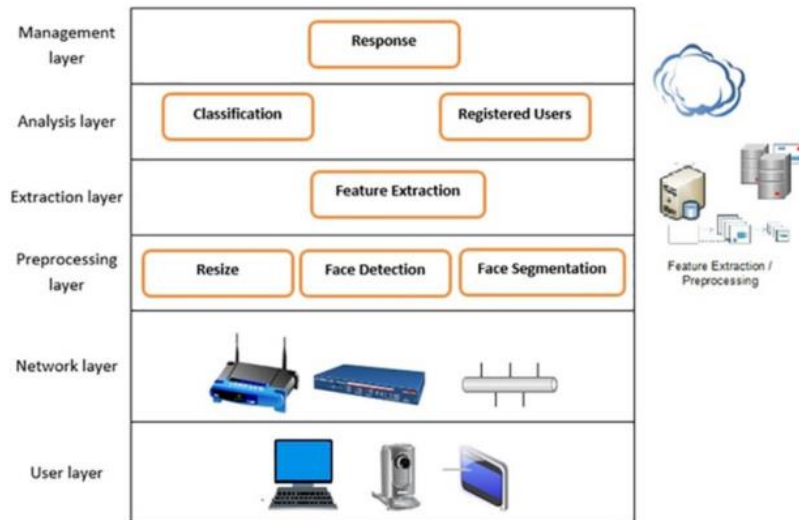 Management
layer
Response
Analysis layer
Classification
Registered Users
Extraction layer
Feature Extraction
Preprocessing
layer
Resize
Face Detection
Face Segmentation
Feature Extraction /
Preprocessing
Network layer
User layer